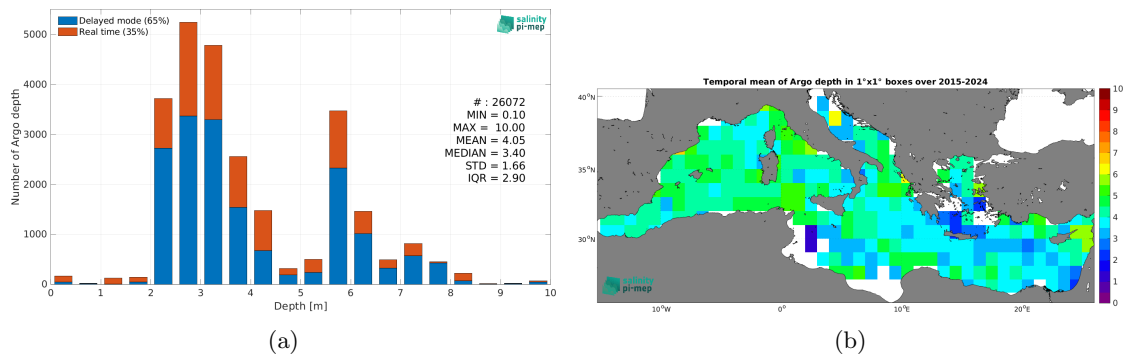 Delayed mode (65%)
Real time (35%)
salinity
pi-mep
5000
4000
3000
2000
1000
0
Number of Argo depth
# : 26072
MIN = 0.10
MAX = 10.00
MEAN = 4.05
MEDIAN = 3.40
STD = 1.66
IQR = 2.90
0 1 2 3 4 5 6 7 8 9 10
Depth [m]
(a)
Temporal mean of Argo depth in 1°x1° boxes over 2015-2024
40°N
35°N
30°N
10°W 0° 10°E 20°E
10
9
8
7
6
5
4
3
2
1
0
salinity
pi-mep
(b)